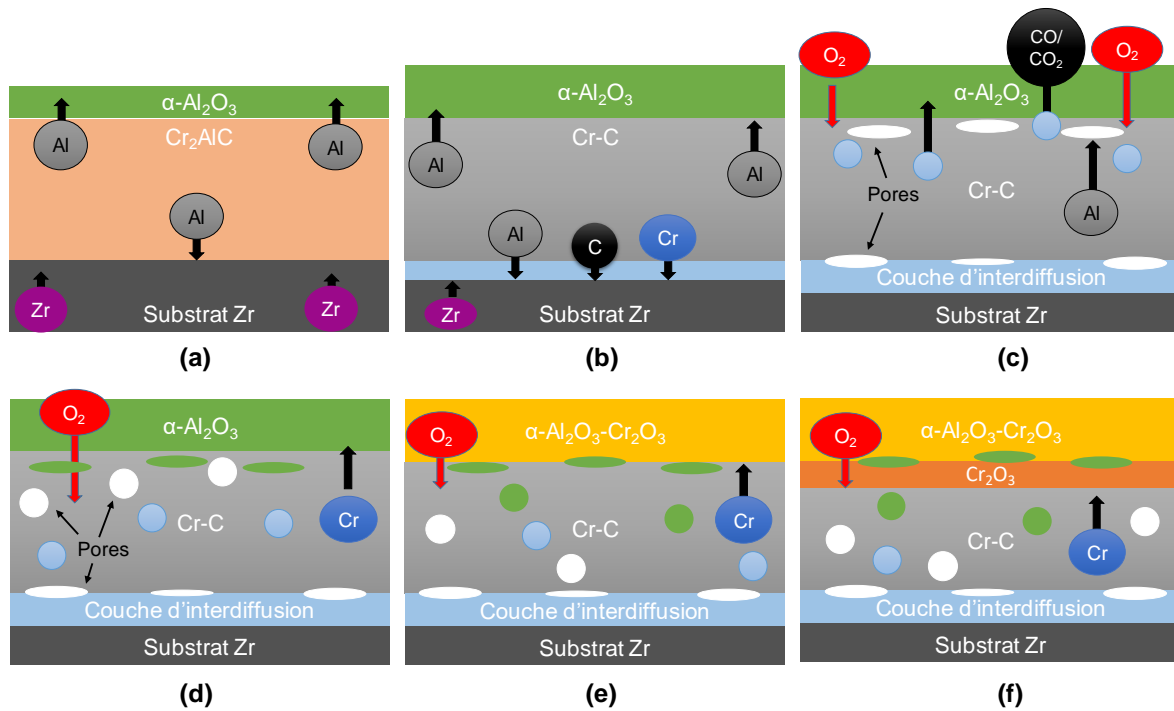 α-Al2O3
Al
Al
Cr2AlC
Al
Zr
Zr
Substrat Zr
(a)
α-Al2O3
Cr-C
Al
Al
Al
C
Cr
Zr
Substrat Zr
(b)
O2
CO/
CO2
O2
α-Al2O3
Pores
Cr-C
Al
Couche d'interdiffusion
Substrat Zr
(c)
O2
α-Al2O3
Cr-C
Cr
Pores
Couche d'interdiffusion
Substrat Zr
(d)
O2
α-Al2O3-Cr2O3
Cr-C
Cr
Couche d'interdiffusion
Substrat Zr
(e)
O2
α-Al2O3-Cr2O3
Cr2O3
Cr-C
Cr
Couche d'interdiffusion
Substrat Zr
(f)